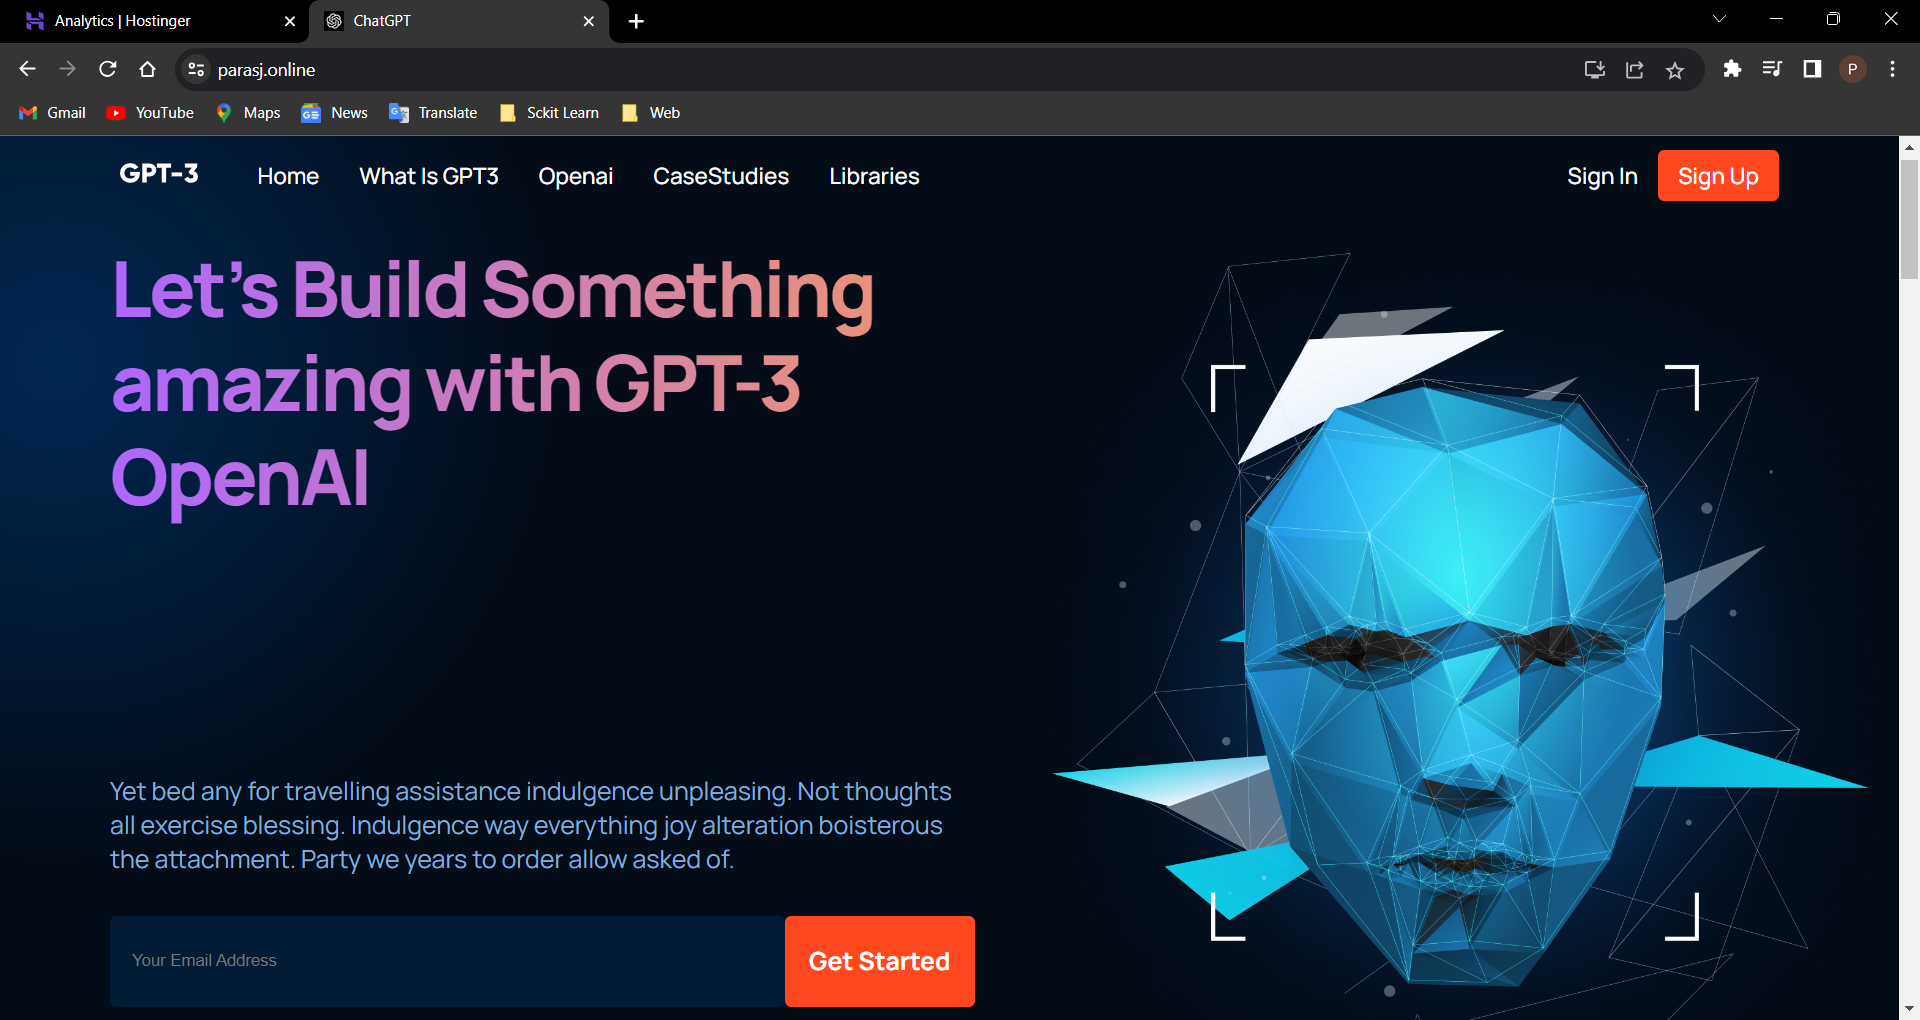 Analytics | Hostinger
ChatGPT
parasj.online
P
Gmail
YouTube
Maps
News
Translate
Sckit Learn
Web
GPT-3
Home
What Is GPT3
Openai
CaseStudies
Libraries
Sign In
Sign Up
Let's Build Something
amazing with GPT-3
OpenAI
Yet bed any for travelling assistance indulgence unpleasing. Not thoughts
all exercise blessing. Indulgence way everything joy alteration boisterous
the attachment. Party we years to order allow asked of.
Your Email Address
Get Started